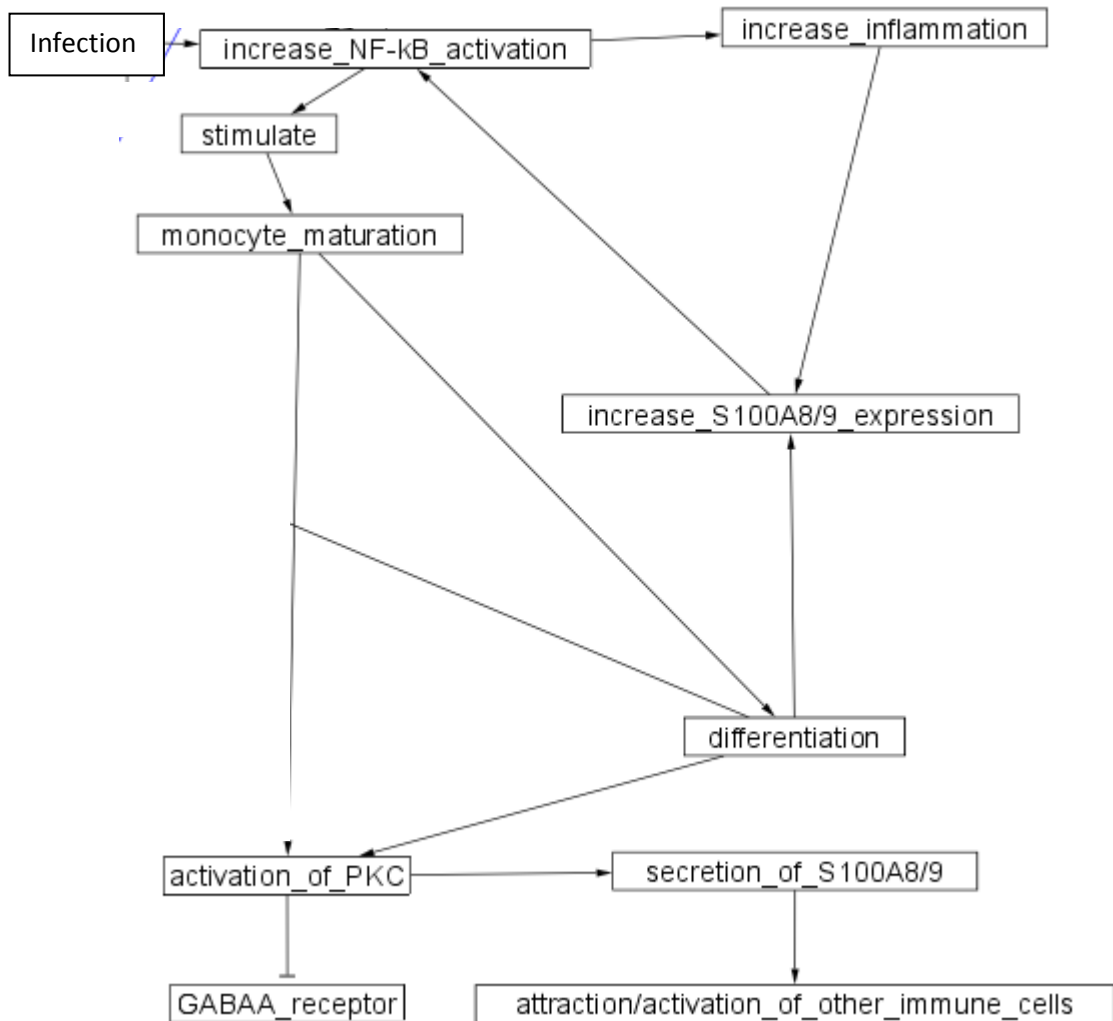 Infection
increase_NF-kB_activation
increase_inflammation
stimulate
monocyte_maturation
increase_S100A8/9_expression
differentiation
activation_of_PKC
secretion_of_S100A8/9
GABAA_receptor
attraction/activation_of_other_immune_cells